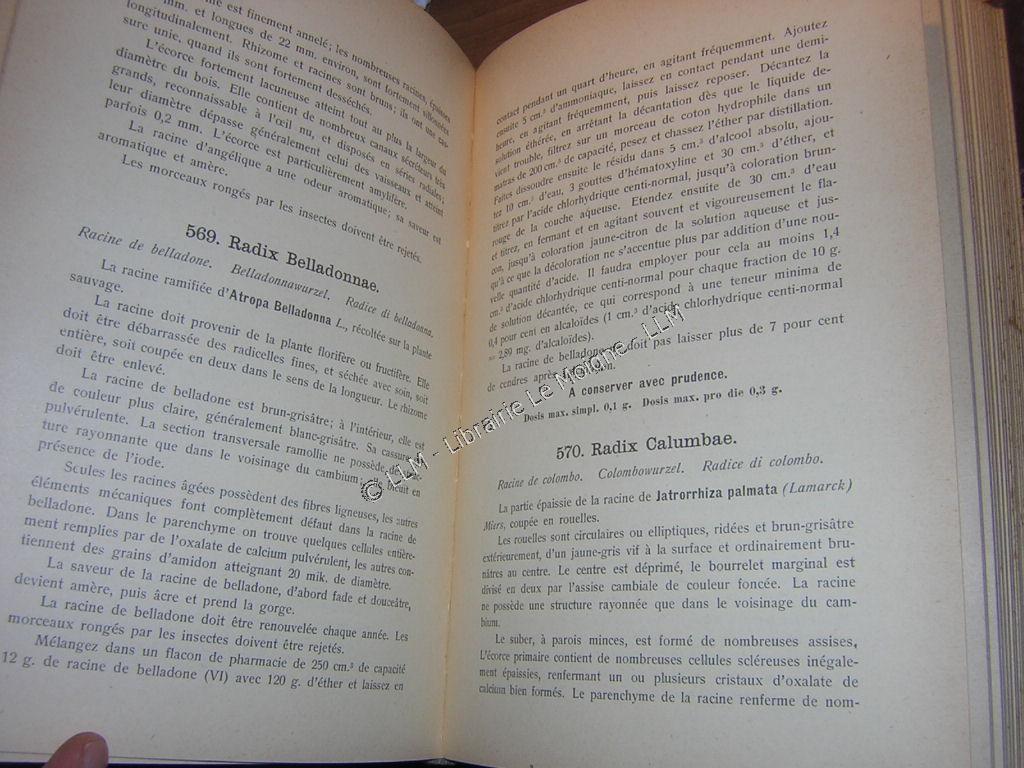 est finement annelé; les nombreuses racines, épaisses
mm. et longues de 22 mm. environ, sont fortement sillonnées
longitudinalement. Rhizome et racines sont bruns; ils ont une cas-
sure unie, quand ils sont fortement desséchés.
L'écorce fortement lacuneuse atteint tout au plus la largeur du
diamètre du bois. Elle contient de nombreux canaux sécréteurs très
grands, reconnaissable à l'œil nu, et disposés en séries radiales;
leur diamètre dépasse généralement celui des vaisseaux et atteint
parfois 0,2 mm. L'écorce est particulièrement amylifère.
La racine d'angélique a une odeur aromatique; sa saveur est
aromatique et amère.
Les morceaux rongés par les insectes doivent être rejetés.
569. Radix Belladonnae.
Racine de belladone. Belladonnawurzel. Radice di belladonna.
La racine ramifiée d'Atropa Belladonna L., récoltée sur la plante
sauvage.
La racine doit provenir de la plante florifère ou fructifère. Elle
doit être débarrassée des radicelles fines, et séchée avec soin, soit
entière, soit coupée en deux dans le sens de la longueur. Le rhizome
doit être enlevé.
La racine de belladone est brun-grisâtre; à l'intérieur, elle est
de couleur plus claire, généralement blanc-grisâtre. Sa cassure est
pulvérulente. La section transversale ramollie ne possède de struc-
ture rayonnante que dans le voisinage du cambium; elle bleuit en
présence de l'iode.
Seules les racines âgées possèdent des fibres ligneuses, les autres
éléments mécaniques font complètement défaut dans la racine de
belladone. Dans le parenchyme on trouve quelques cellules entière-
ment remplies par de l'oxalate de calcium pulvérulent, les autres con-
tiennent des grains d'amidon atteignant 20 mik. de diamètre.
La saveur de la racine de belladone, d'abord fade et douceâtre,
devient amère, puis âcre et prend la gorge.
La racine de belladone doit être renouvelée chaque année. Les
morceaux rongés par les insectes doivent être rejetés.
Mélangez dans un flacon de pharmacie de 250 cm.³ de capacité
12 g. de racine de belladone (VI) avec 120 g. d'éther et laissez en
contact pendant un quart d'heure, en agitant fréquemment. Ajoutez
ensuite 5 cm.³ d'ammoniaque, laissez en contact pendant une demi-
heure, en agitant fréquemment, puis laissez reposer. Décantez la
solution éthérée, en arrêtant la décantation dès que le liquide de-
vient trouble, filtrez sur un morceau de coton hydrophile dans un
matras de 200 cm.³ de capacité, pesez et chassez l'éther par distillation.
Faites dissoudre ensuite le résidu dans 5 cm.³ d'alcool absolu, ajou-
tez 10 cm.³ d'eau, 3 gouttes d'hématoxyline et 30 cm.³ d'éther, et
titrez par l'acide chlorhydrique centi-normal, jusqu'à coloration brun-
rouge de la couche aqueuse. Etendez ensuite de 30 cm.³ d'eau
et titrez, en fermant et en agitant souvent et vigoureusement le fla-
con, jusqu'à coloration jaune-citron de la solution aqueuse et jus-
qu'à ce que la décoloration ne s'accentue plus par addition d'une nou-
velle quantité d'acide. Il faudra employer pour cela au moins 1,4
cm.³ d'acide chlorhydrique centi-normal pour chaque fraction de 10 g.
de solution décantée, ce qui correspond à une teneur minima de
0,4 pour cent en alcaloïdes (1 cm.³ d'acide chlorhydrique centi-normal
= 2,89 mg. d'alcaloïdes).
La racine de belladone ne doit pas laisser plus de 7 pour cent
de cendres après calcination.
A conserver avec prudence.
Dosis max. simpl. 0,1 g. Dosis max. pro die 0,3 g.
570. Radix Calumbae.
Racine de colombo. Colombowurzel. Radice di colombo.
La partie épaissie de la racine de Jatrorrhiza palmata (Lamarck)
Miers, coupée en rouelles.
Les rouelles sont circulaires ou elliptiques, ridées et brun-grisâtre
extérieurement, d'un jaune-gris vif à la surface et ordinairement bru-
nâtres au centre. Le centre est déprimé, le bourrelet marginal est
divisé en deux par l'assise cambiale de couleur foncée. La racine
ne possède une structure rayonnée que dans le voisinage du cam-
bium.
Le suber, à parois minces, est formé de nombreuses assises,
L'écorce primaire contient de nombreuses cellules scléreuses inégale-
ment épaissies, renfermant un ou plusieurs cristaux d'oxalate de
calcium bien formés. Le parenchyme de la racine renferme de nom-
© LLM - Librairie Le Moigne - LLM